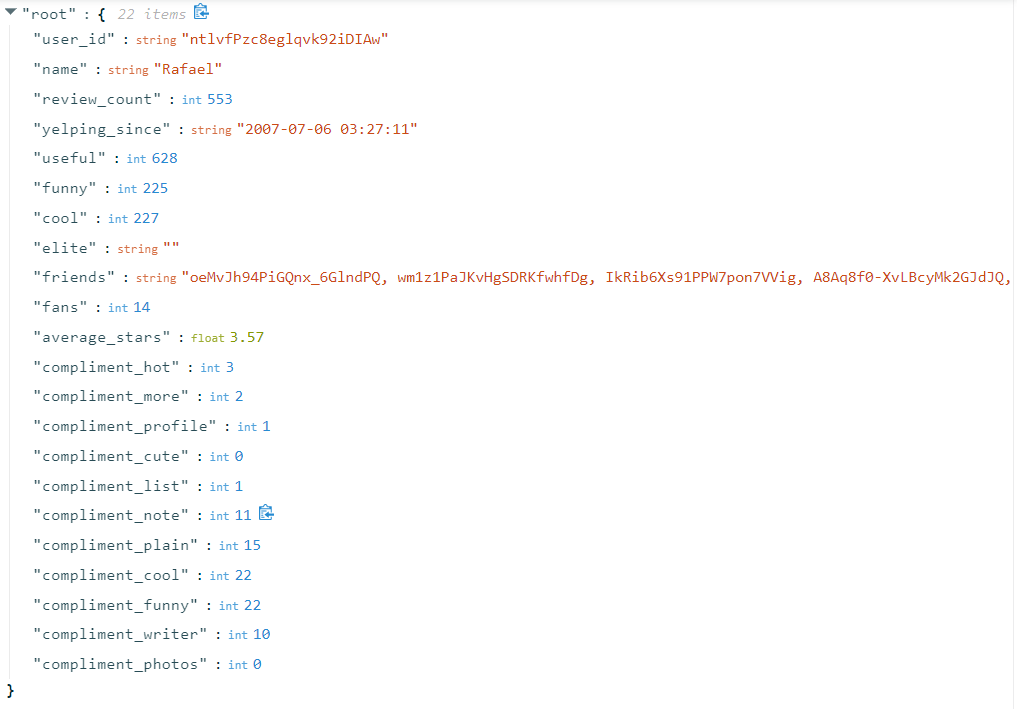 "root" : { 22 items
"user_id" : string "ntlvfPzc8eglqvk92iDIAw"
"name" : string "Rafael"
"review_count" : int 553
"yelping_since" : string "2007-07-06 03:27:11"
"useful" : int 628
"funny" : int 225
"cool" : int 227
"elite" : string ""
"friends" : string "oeMvJh94PiGQnx_6GlndPQ, wm1z1PaJKvHgSDRKfwhfDg, IkRib6Xs91PPW7pon7VVig, A8Aq8f0-XvLBcyMk2GJdJQ,
"fans" : int 14
"average_stars" : float 3.57
"compliment_hot" : int 3
"compliment_more" : int 2
"compliment_profile" : int 1
"compliment_cute" : int 0
"compliment_list" : int 1
"compliment_note" : int 11
"compliment_plain" : int 15
"compliment_cool" : int 22
"compliment_funny" : int 22
"compliment_writer" : int 10
"compliment_photos" : int 0
}